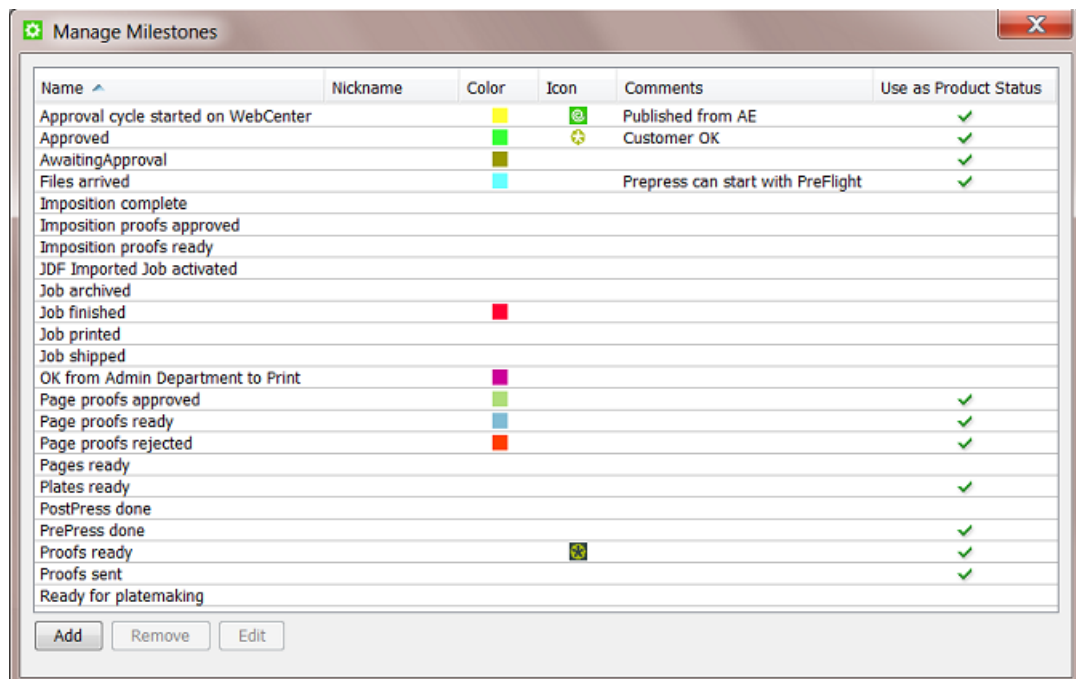 Manage Milestones
X
Name Nickname Color Icon Comments Use as Product Status
Approval cycle started on WebCenter Published from AE
Approved Customer OK
AwaitingApproval
Files arrived Prepress can start with PreFlight
Imposition complete
Imposition proofs approved
Imposition proofs ready
JDF Imported Job activated
Job archived
Job finished
Job printed
Job shipped
OK from Admin Department to Print
Page proofs approved
Page proofs ready
Page proofs rejected
Pages ready
Plates ready
PostPress done
PrePress done
Proofs ready
Proofs sent
Ready for platemaking
Add Remove Edit